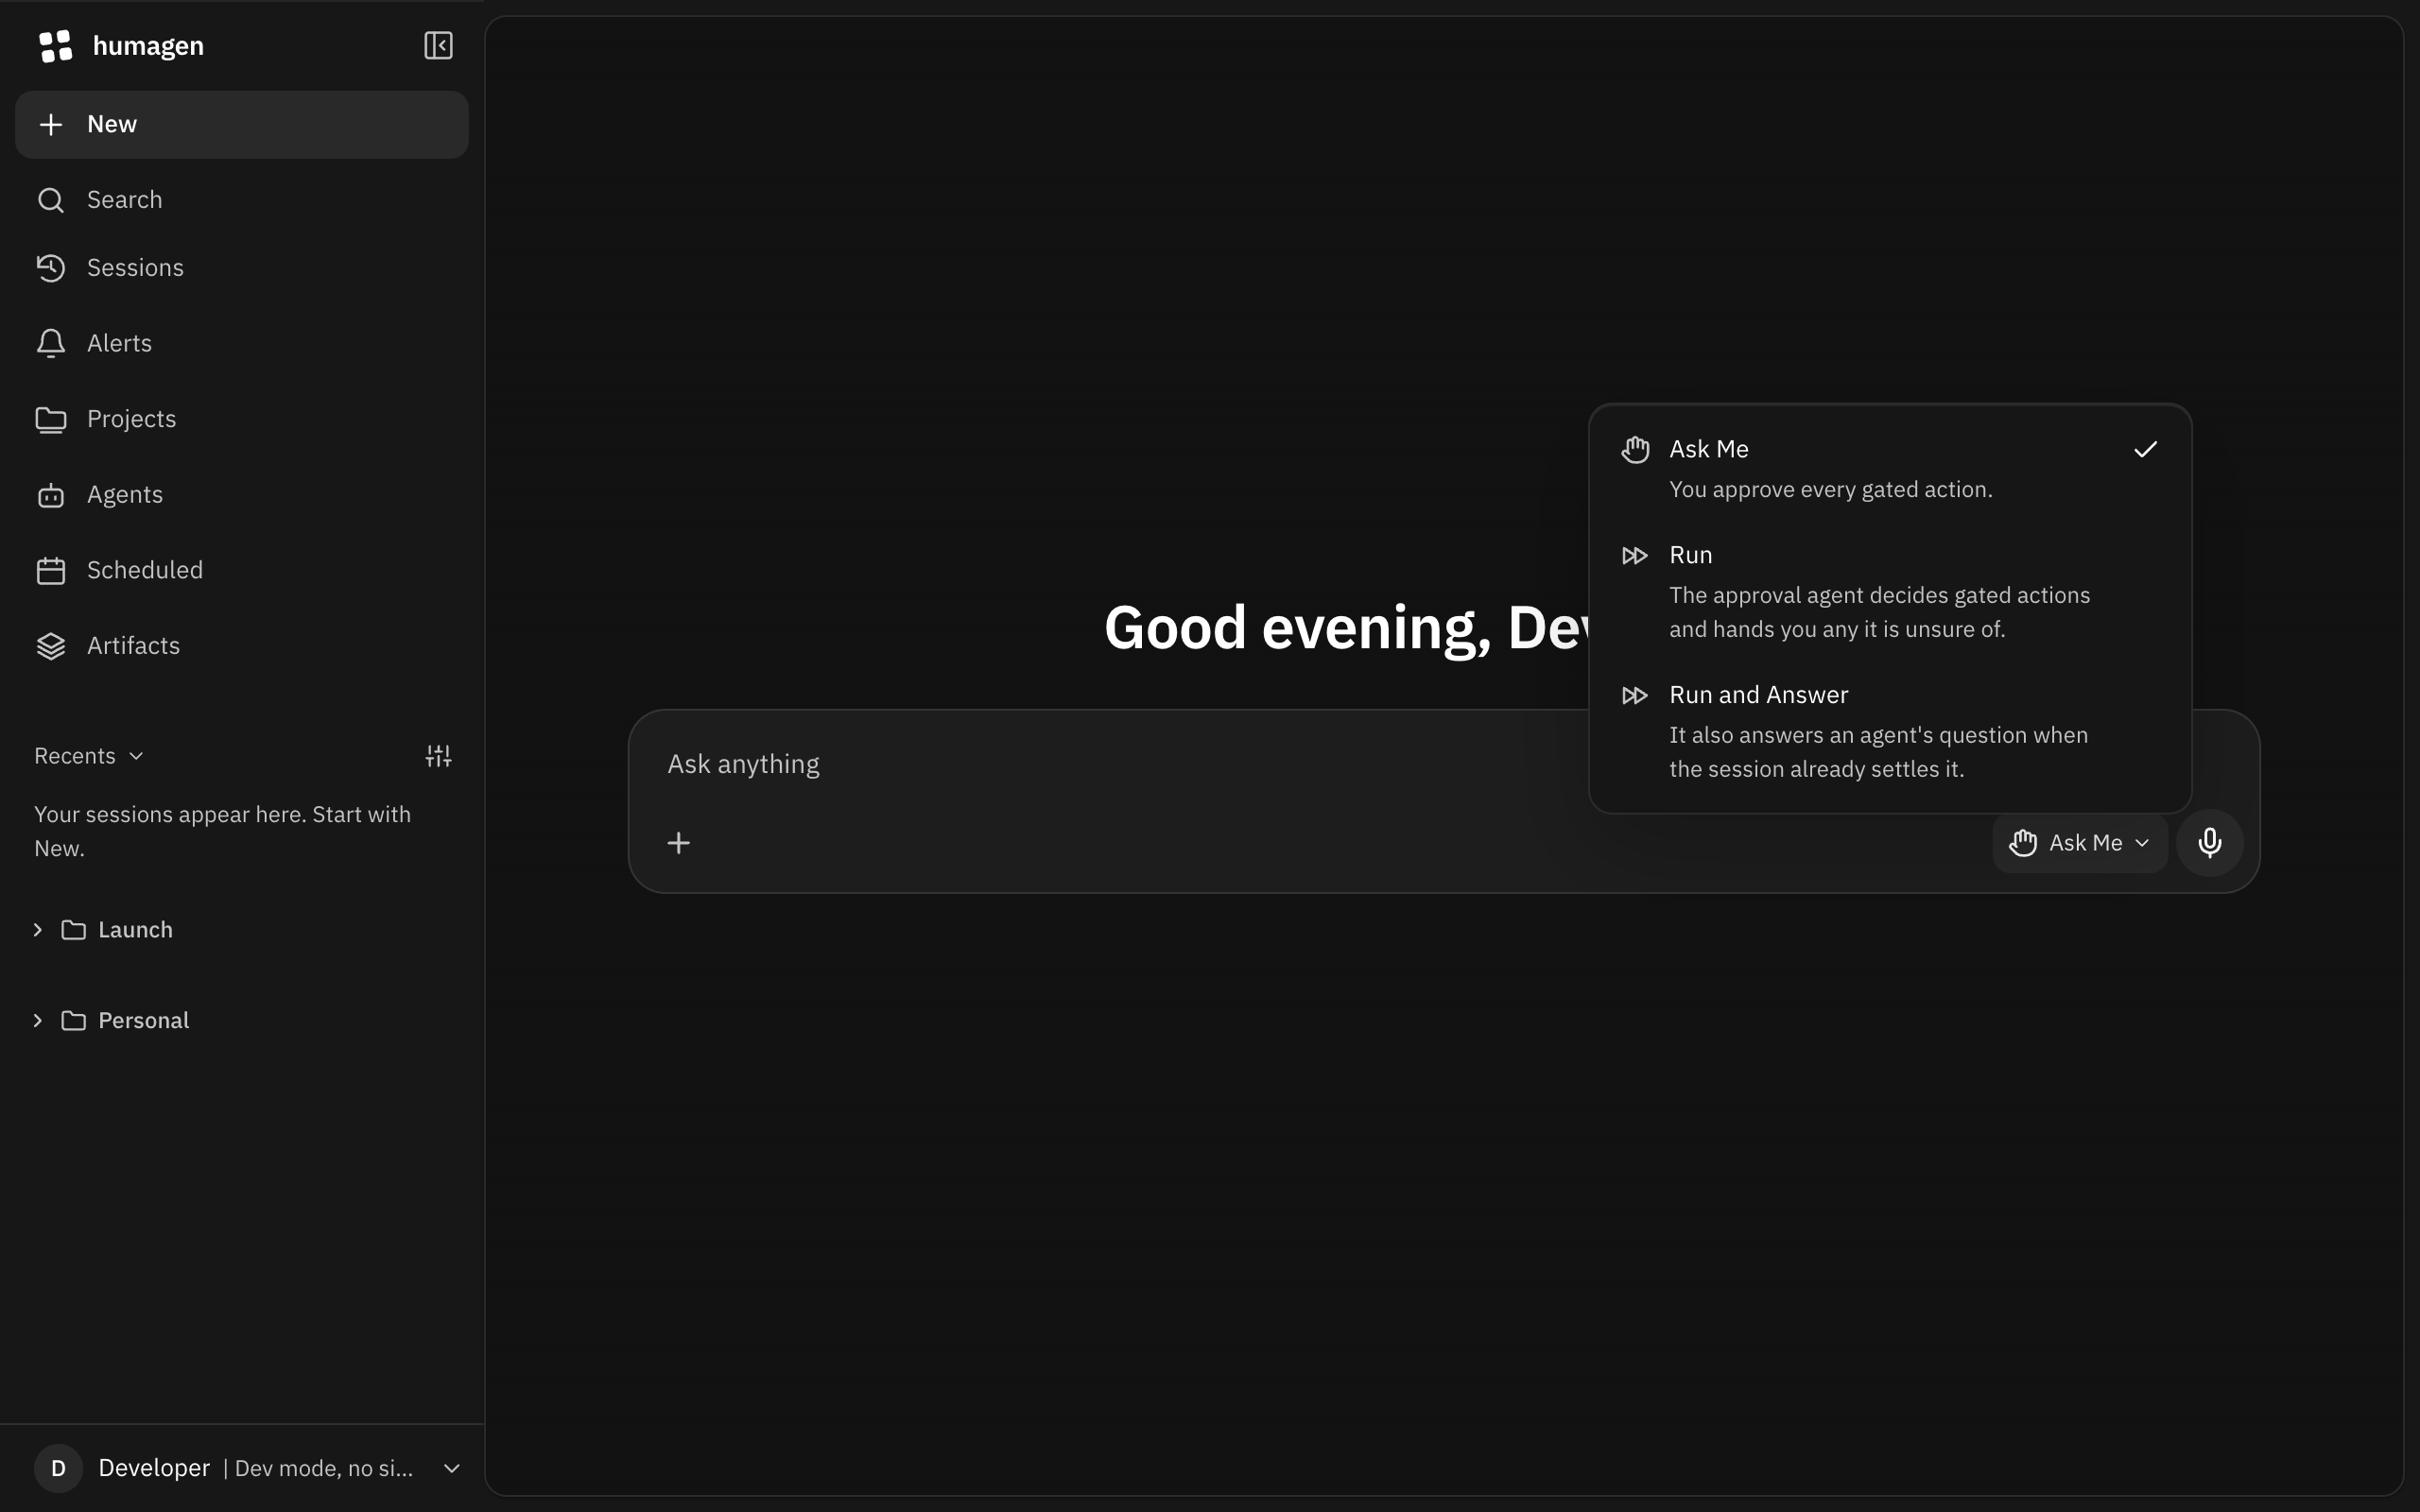 humagen
New
Search
Sessions
Alerts
Projects
Agents
Scheduled
Artifacts
Recents
Your sessions appear here. Start with
New.
Launch
Personal
D
Developer | Dev mode, no si...
Good evening, Dev
Ask anything
Ask Me
You approve every gated action.
Run
The approval agent decides gated actions
and hands you any it is unsure of.
Run and Answer
It also answers an agent's question when
the session already settles it.
Ask Me